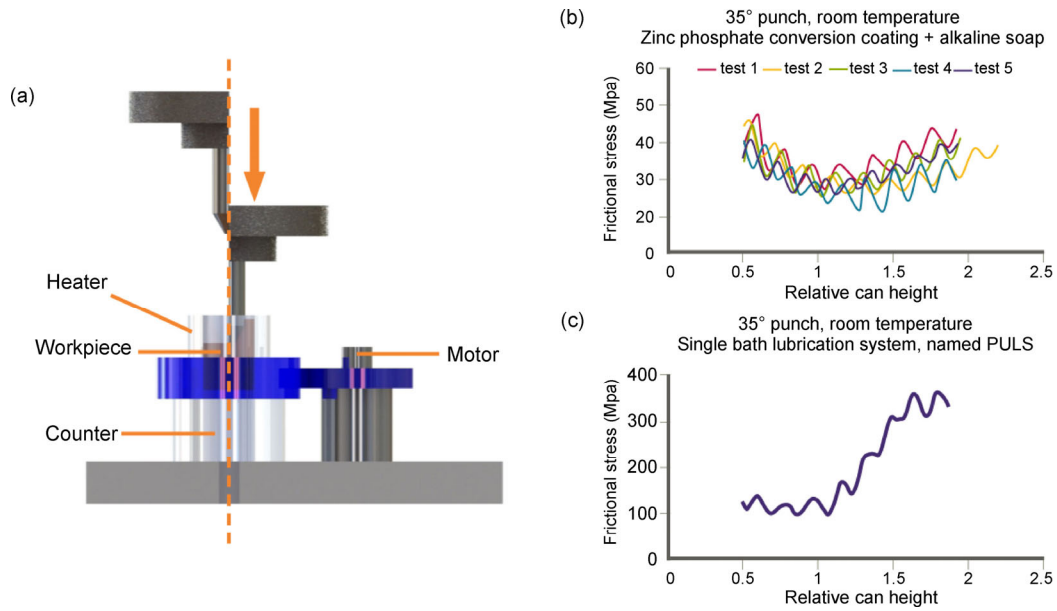 (a)
Heater
Workpiece
Counter
Motor
(b)
35° punch, room temperature
Zinc phosphate conversion coating + alkaline soap
test 1 test 2 test 3 test 4 test 5
Frictional stress (Mpa)
60
50
40
30
20
0
0 0.5 1 1.5 2 2.5
Relative can height
(c)
35° punch, room temperature
Single bath lubrication system, named PULS
Frictional stress (Mpa)
400
300
200
100
0
0 0.5 1 1.5 2 2.5
Relative can height